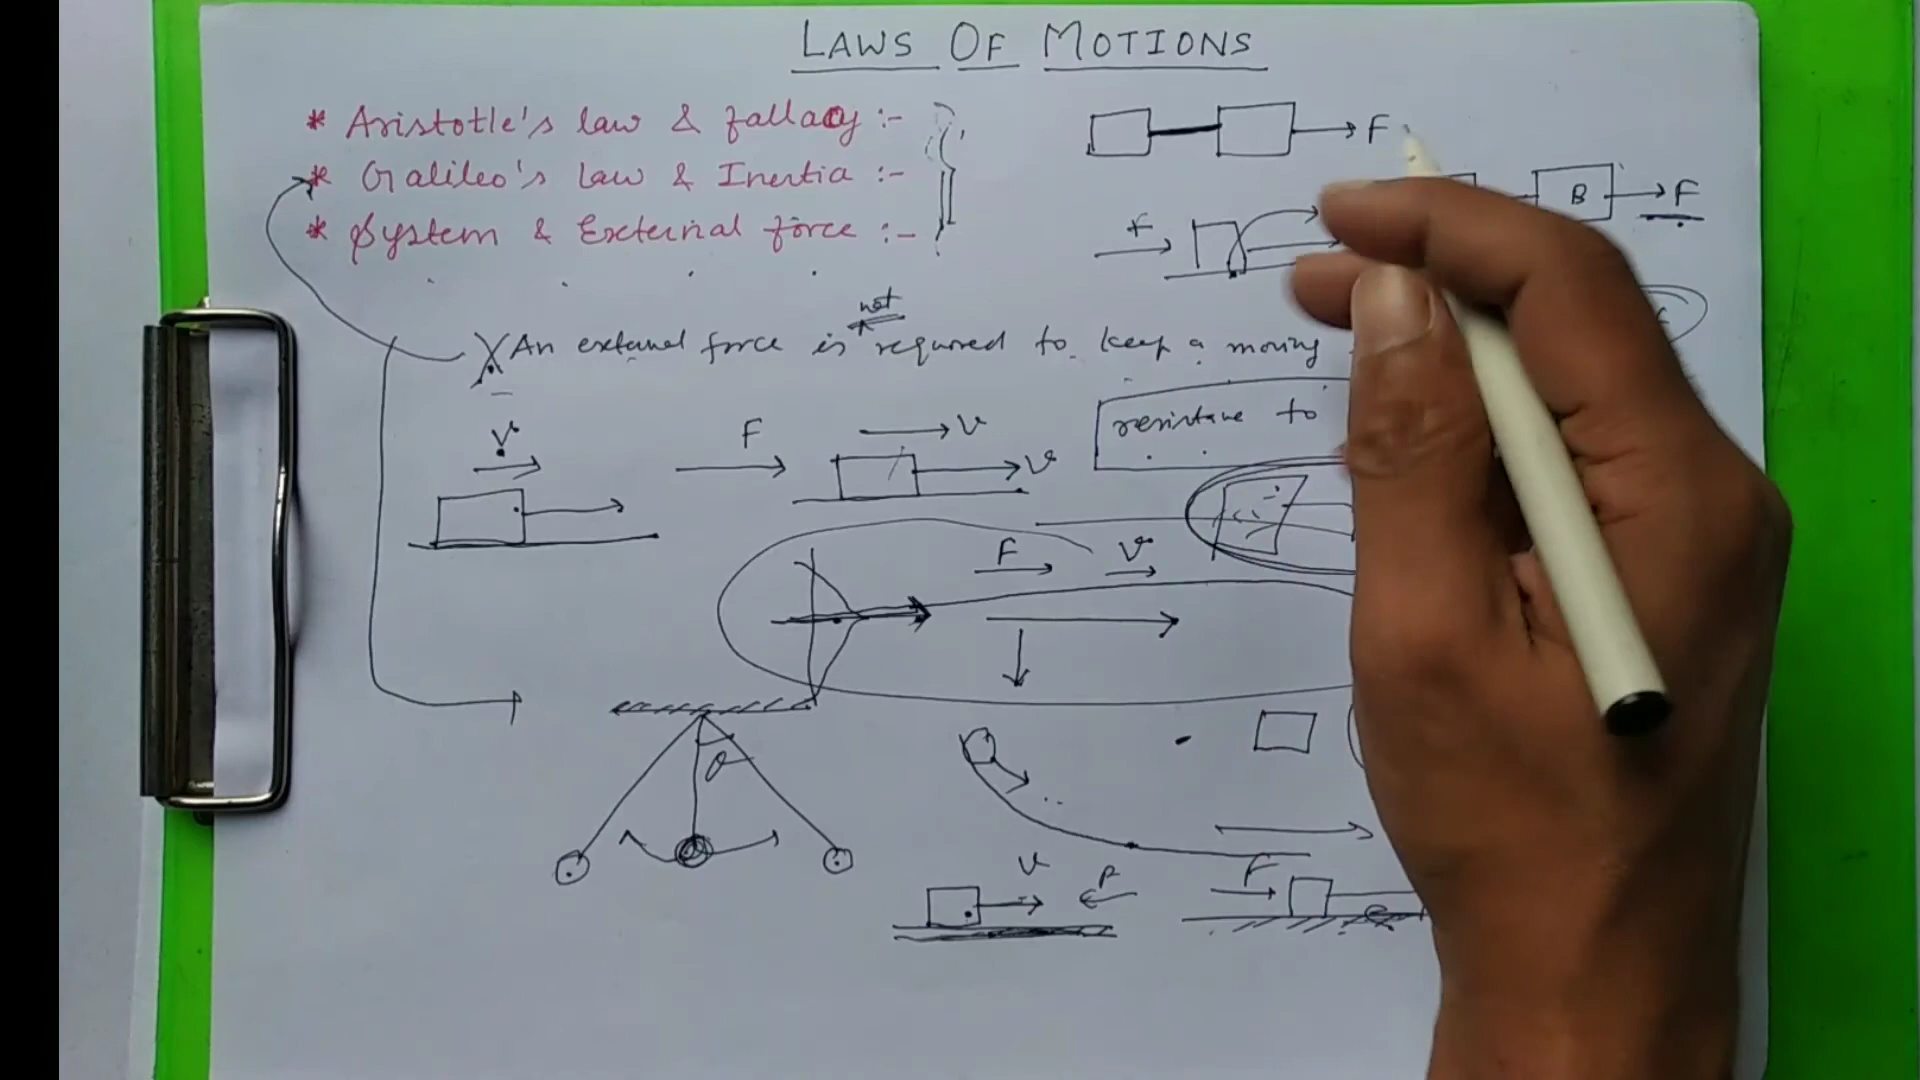 LAWS OF MOTIONS
* Aristotle's law & fallacy :-
* Galileo's law & Inertia :-
* System & External force :-
F
B F
F
not
An external force is required to keep a moving
resistance to
V F V
V
F V
θ
V F F